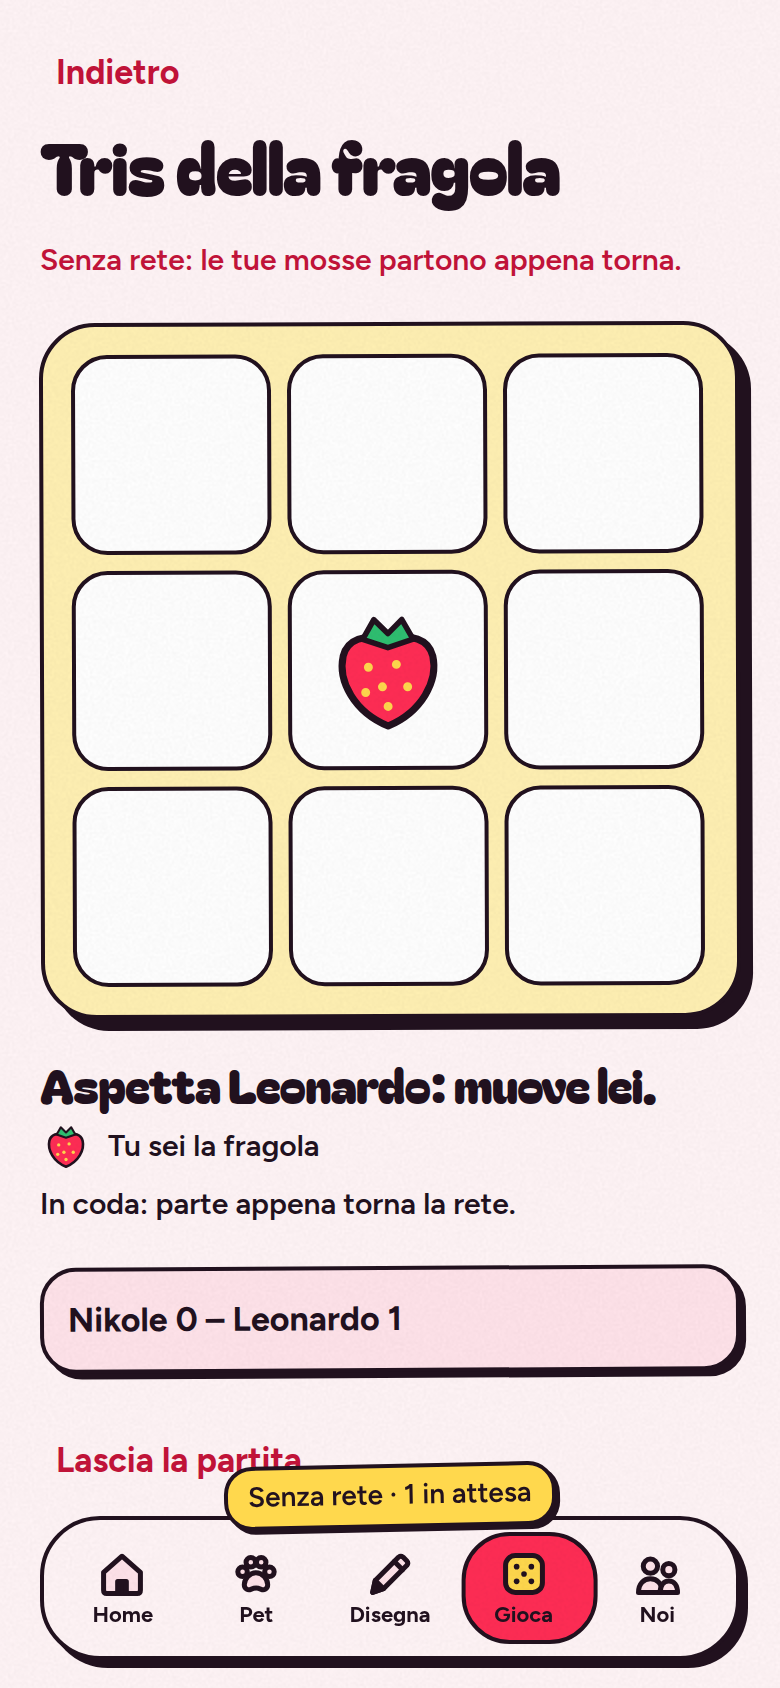 Indietro
Tris della fragola
Senza rete: le tue mosse partono appena torna.
Aspetta Leonardo: muove lei.
Tu sei la fragola
In coda: parte appena torna la rete.
Nikole 0 – Leonardo 1
Lascia la partita
Senza rete · 1 in attesa
Home
Pet
Disegna
Gioca
Noi